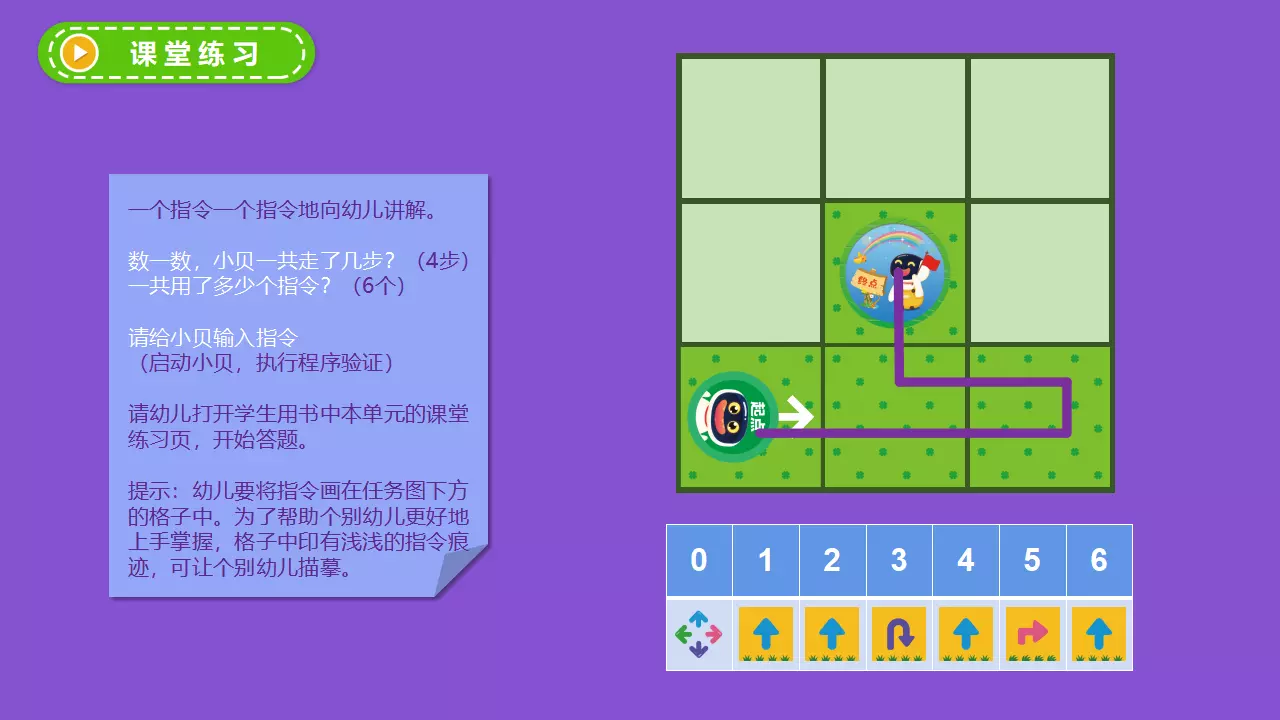 课堂练习
一个指令一个指令地向幼儿讲解。
数一数，小贝一共走了几步？（4步）
一共用了多少个指令？（6个）
请给小贝输入指令
（启动小贝，执行程序验证）
请幼儿打开学生用书中本单元的课堂
练习页，开始答题。
提示：幼儿要将指令画在任务图下方
的格子中。为了帮助个别幼儿更好地
上手掌握，格子中印有浅浅的指令痕
迹，可让个别幼儿描摹。
终点
起点
0 1 2 3 4 5 6